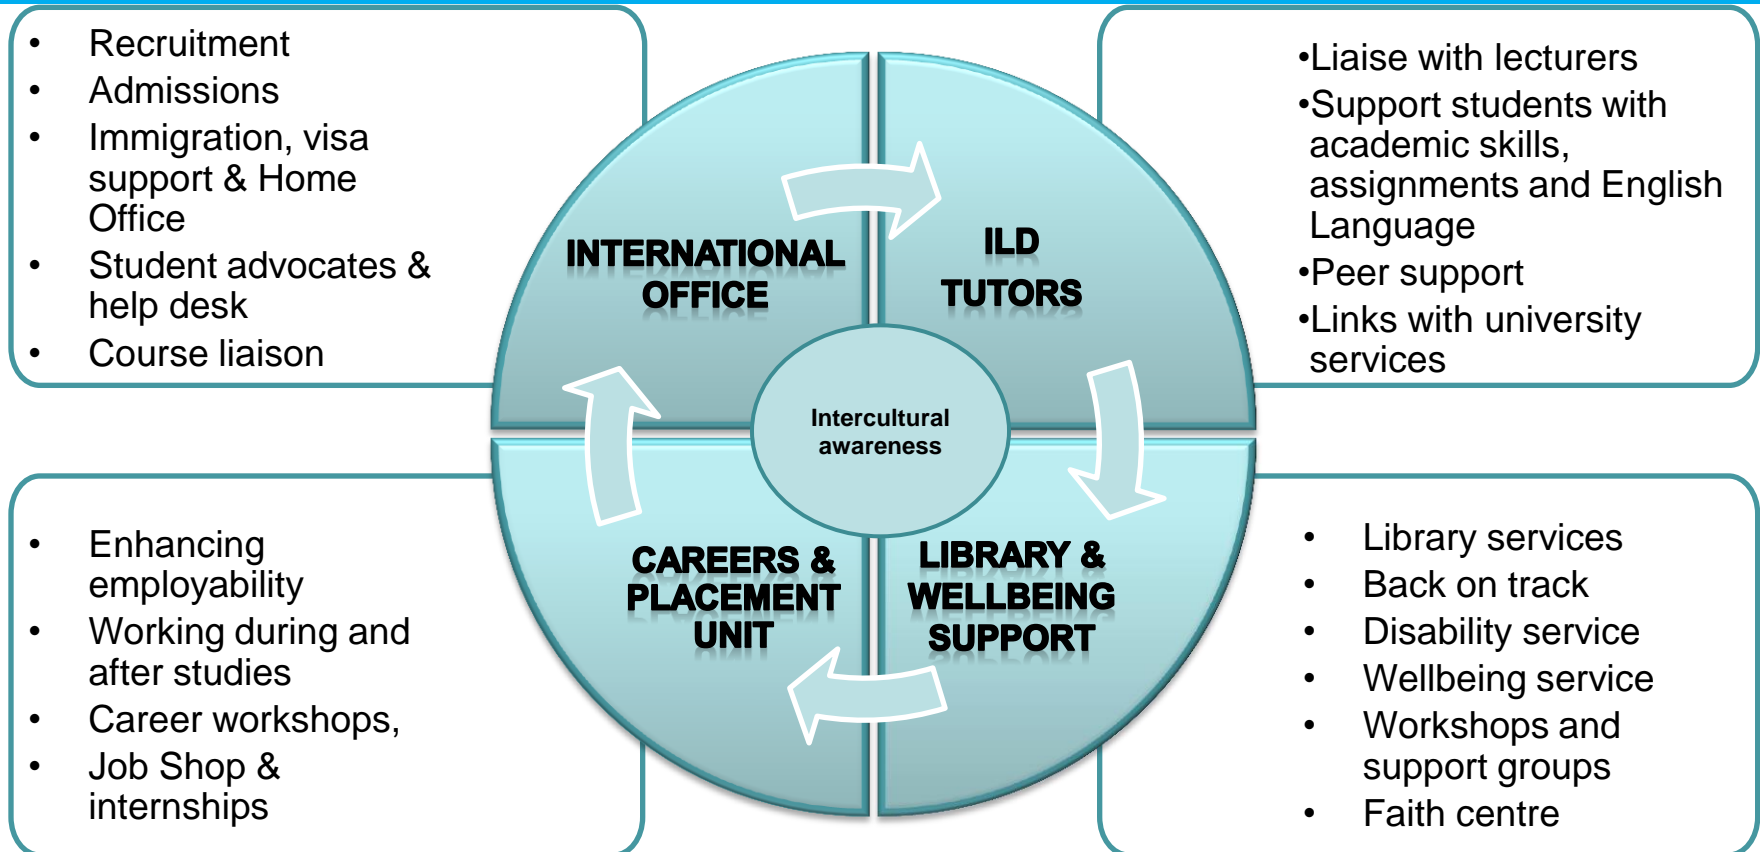 • Recruitment
• Admissions
• Immigration, visa
support & Home
Office
• Student advocates &
help desk
• Course liaison
•Liaise with lecturers
•Support students with
academic skills,
assignments and English
Language
•Peer support
•Links with university
services
INTERNATIONAL
OFFICE
ILD
TUTORS
Intercultural
awareness
CAREERS &
PLACEMENT
UNIT
LIBRARY &
WELLBEING
SUPPORT
• Enhancing
employability
• Working during and
after studies
• Career workshops,
• Job Shop &
internships
• Library services
• Back on track
• Disability service
• Wellbeing service
• Workshops and
support groups
• Faith centre